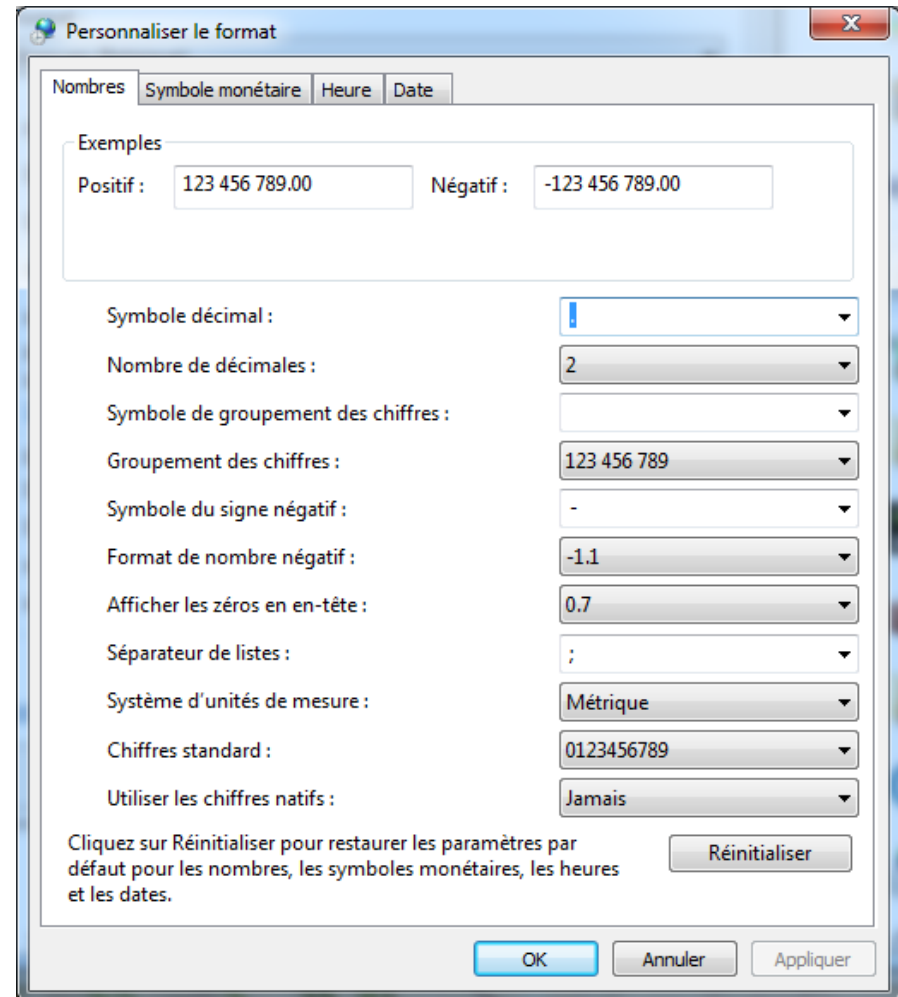 Personnaliser le format
X
Nombres Symbole monétaire Heure Date
Exemples
Positif : 123 456 789.00 Négatif : -123 456 789.00
Symbole décimal : .
Nombre de décimales : 2
Symbole de groupement des chiffres :
Groupement des chiffres : 123 456 789
Symbole du signe négatif : -
Format de nombre négatif : -1.1
Afficher les zéros en en-tête : 0.7
Séparateur de listes : ;
Système d'unités de mesure : Métrique
Chiffres standard : 0123456789
Utiliser les chiffres natifs : Jamais
Cliquez sur Réinitialiser pour restaurer les paramètres par
défaut pour les nombres, les symboles monétaires, les heures
et les dates.
Réinitialiser
OK Annuler Appliquer